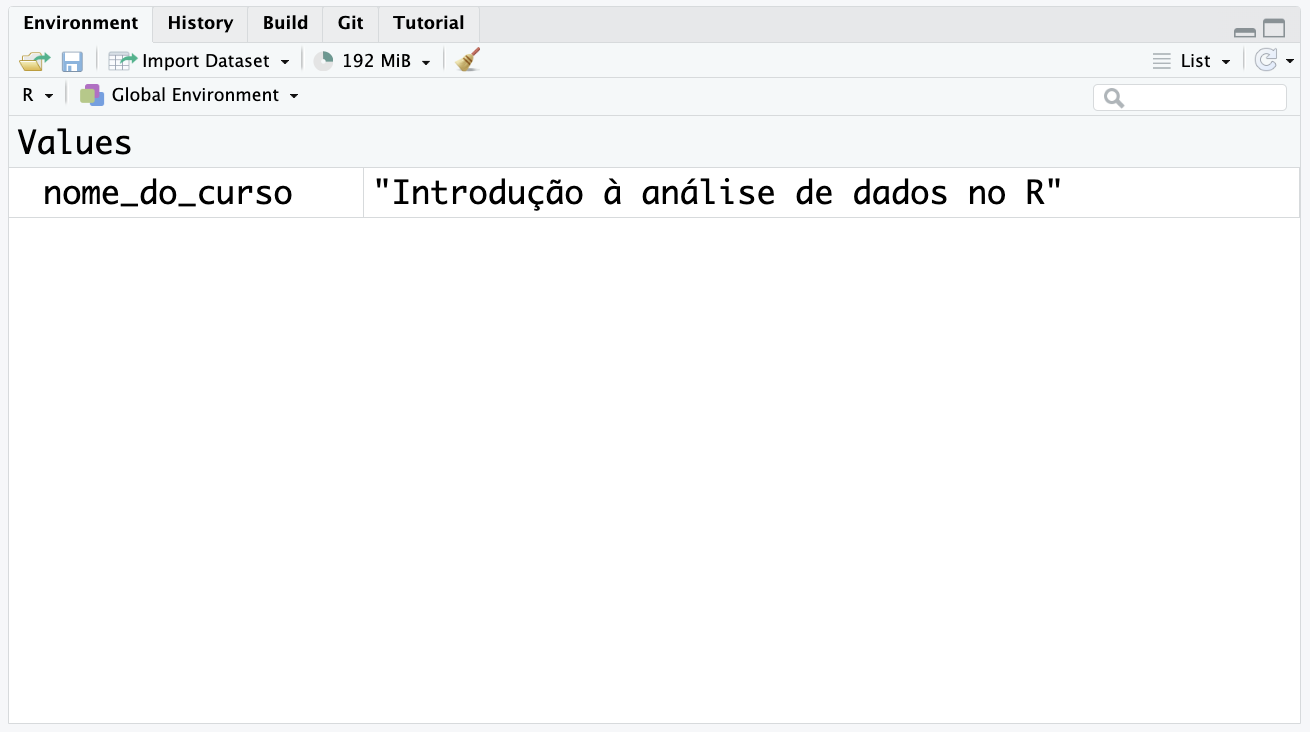 Environment History Build Git Tutorial
Import Dataset 192 MiB List
R Global Environment
Values
nome_do_curso "Introdução à análise de dados no R"